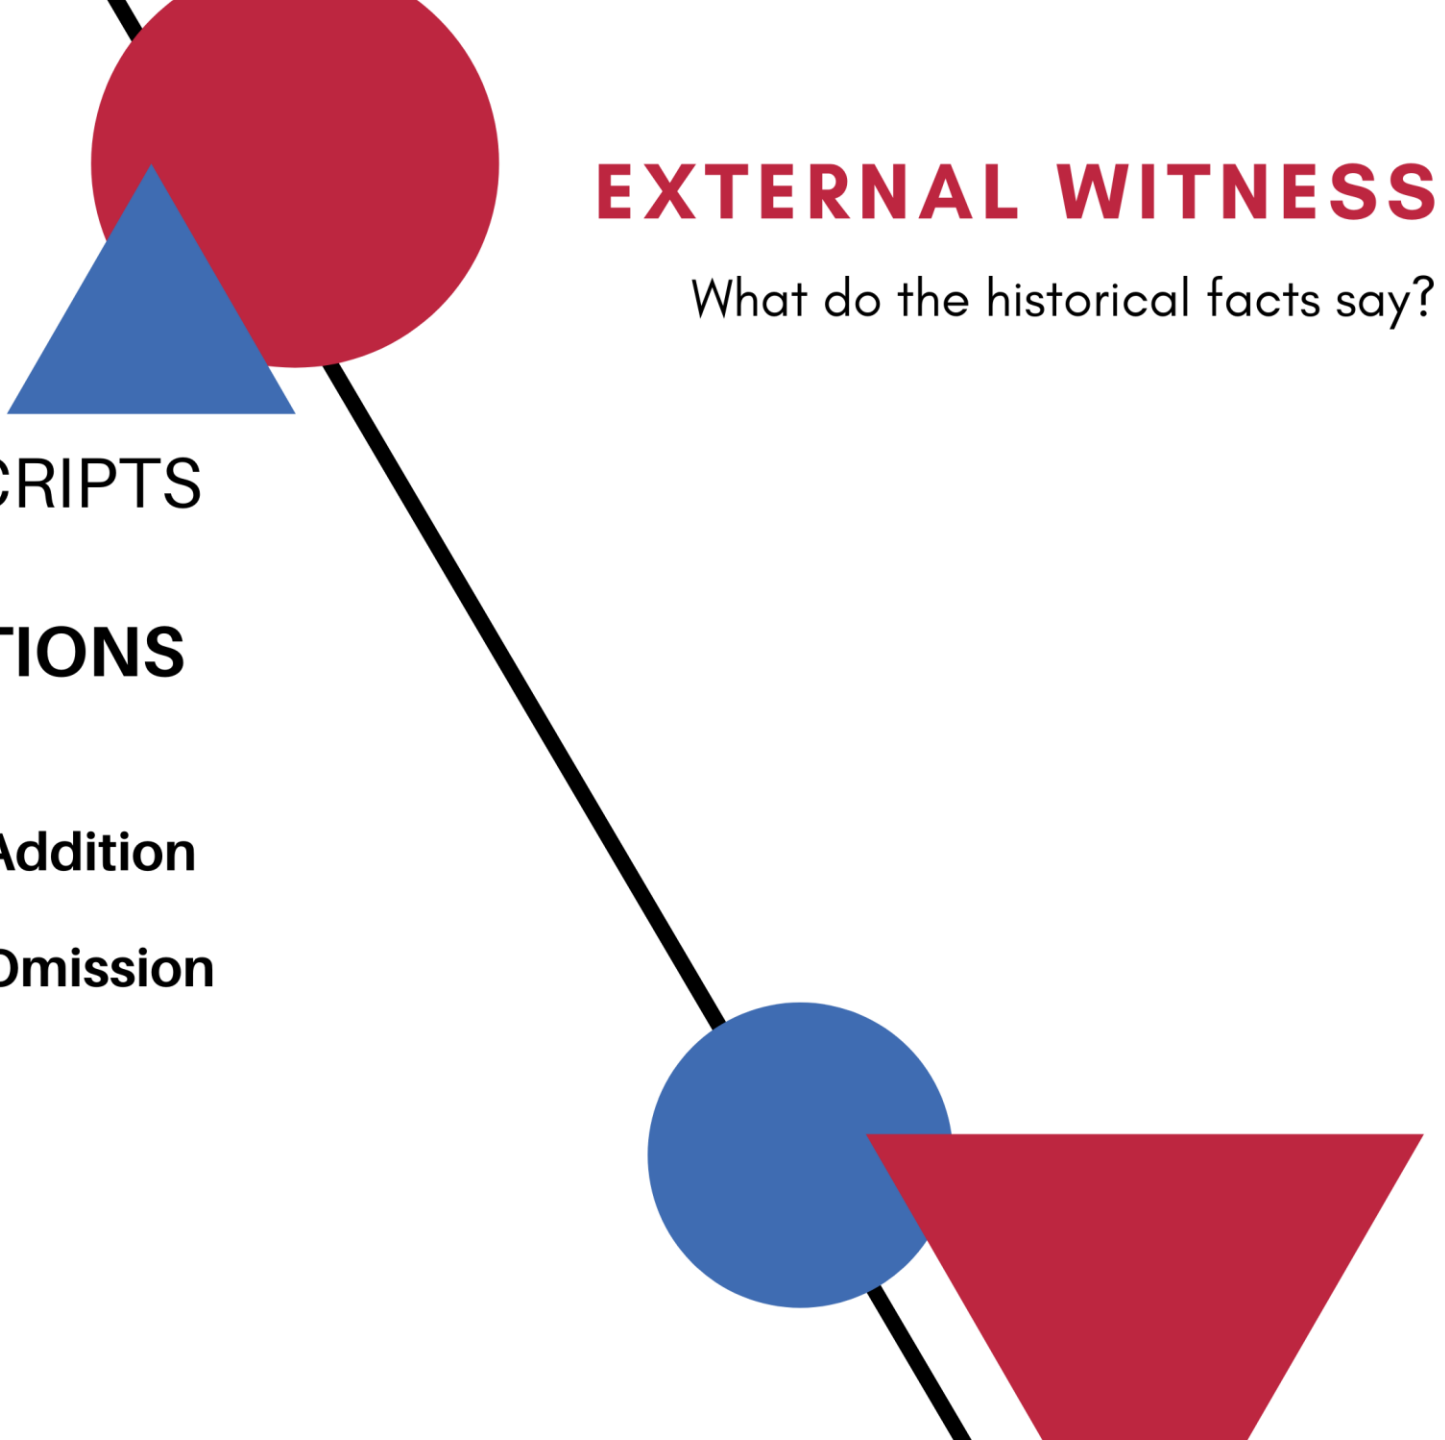 EXTERNAL WITNESS
What do the historical facts say?
CRIPTS
TIONS
Addition
Omission